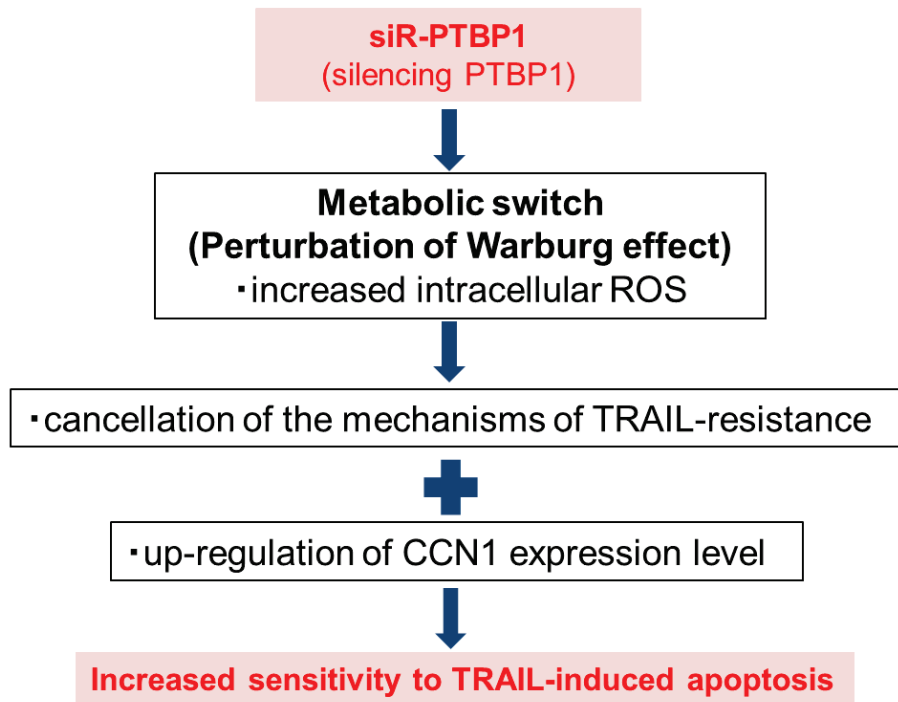 siR-PTBP1
(silencing PTBP1)
Metabolic switch
(Perturbation of Warburg effect)
・increased intracellular ROS
・cancellation of the mechanisms of TRAIL-resistance
・up-regulation of CCN1 expression level
Increased sensitivity to TRAIL-induced apoptosis